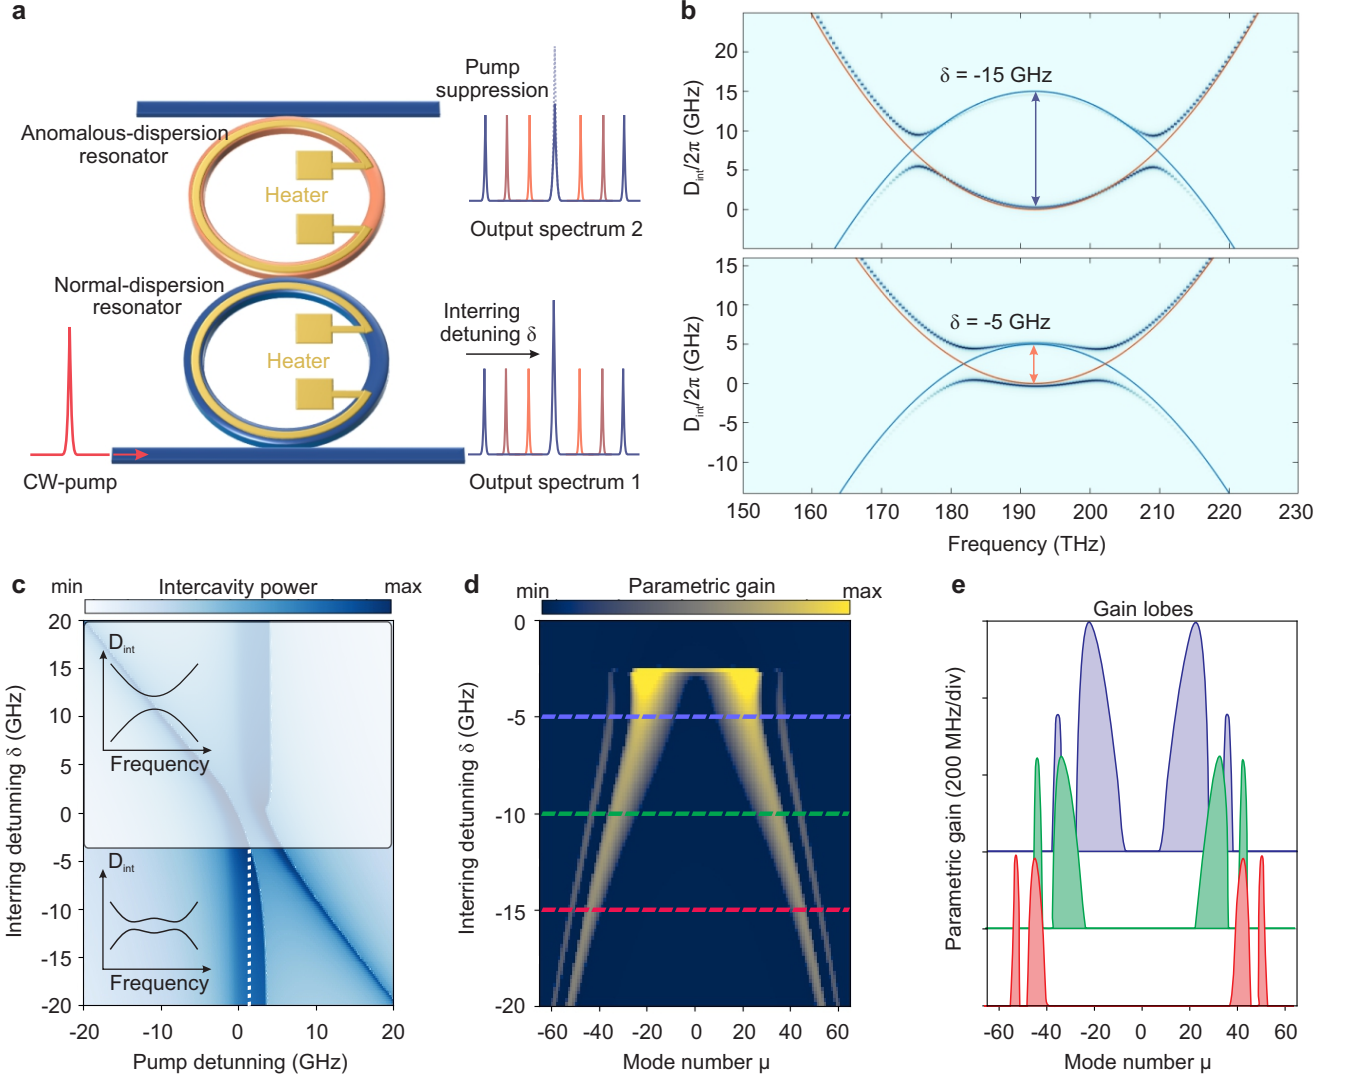 a
Pump
suppression
Anomalous-dispersion
resonator
Heater
Output spectrum 2
Normal-dispersion
resonator
Interring
detuning δ
Heater
CW-pump
Output spectrum 1
b
δ = -15 GHz
20
15
10
5
0
D_int/2π (GHz)
δ = -5 GHz
15
10
5
0
-5
-10
D_int/2π (GHz)
150 160 170 180 190 200 210 220 230
Frequency (THz)
c
min Intercavity power max
20
15
10
5
0
-5
-10
-15
-20
Interring detunning δ (GHz)
D_int
Frequency
D_int
Frequency
-20 -10 0 10 20
Pump detunning (GHz)
d
min Parametric gain max
0
-5
-10
-15
-20
Interring detunning δ (GHz)
-60 -40 -20 0 20 40 60
Mode number μ
e
Gain lobes
Parametric gain (200 MHz/div)
-60 -40 -20 0 20 40 60
Mode number μ